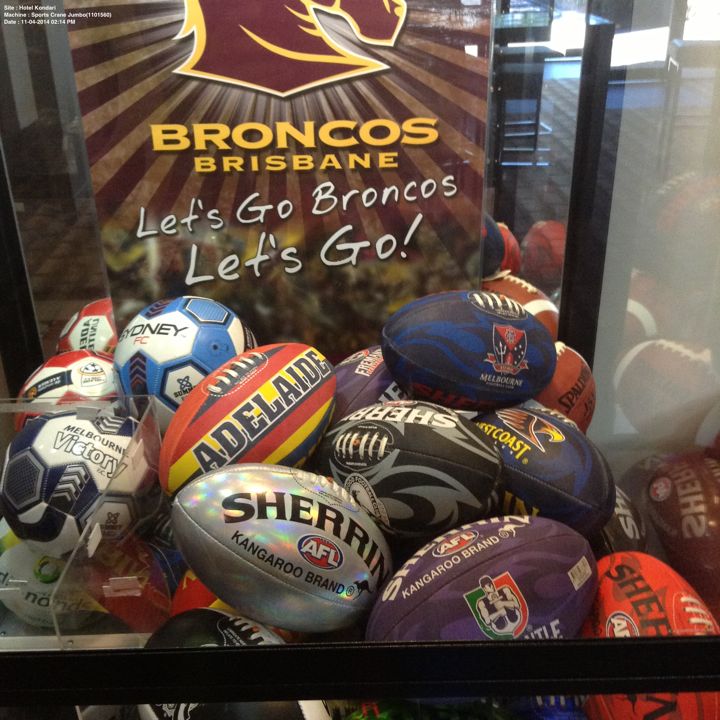 Site : Hotel Kondari
Machine : Sports Crane Jumbo(1101560)
Date : 11-04-2014 02:14 PM
BRONCOS
BRISBANE
Let's Go Broncos
Let's Go!
UNITED
SYDNEY
FC
ADELAIDE
MELBOURNE
SPALDING
SHERRIN
WEST COAST
MELBOURNE
Victory
SHERRIN
KANGAROO BRAND
AFL
SHERRIN
AFL
KANGAROO BRAND
SHERRIN
SHERRIN